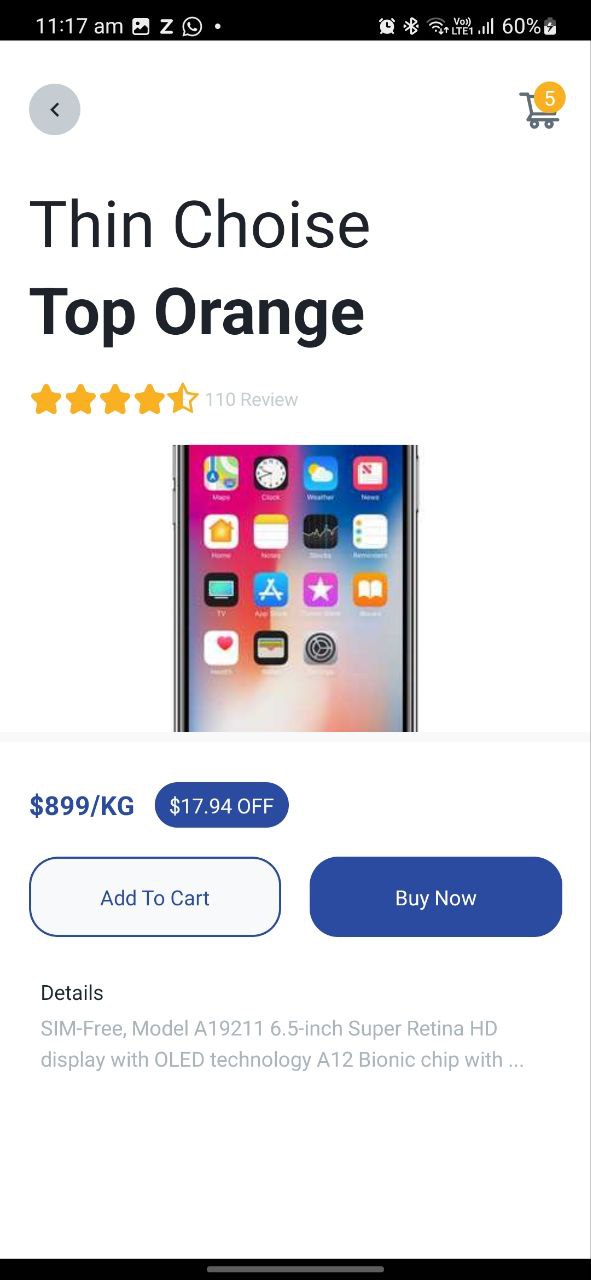 11:17 am Z
Vo)) LTE1 60%
5
Thin Choise
Top Orange
110 Review
Maps Clock Weather News
Home Notes Stocks Reminders
TV App Store iTunes Store iBooks
Health Wallet Settings
$899/KG $17.94 OFF
Add To Cart Buy Now
Details
SIM-Free, Model A19211 6.5-inch Super Retina HD
display with OLED technology A12 Bionic chip with ...